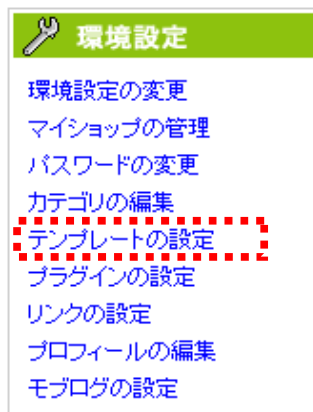 環境設定
環境設定の変更
マイショップの管理
パスワードの変更
カテゴリの編集
テンプレートの設定
プラグインの設定
リンクの設定
プロフィールの編集
モブログの設定